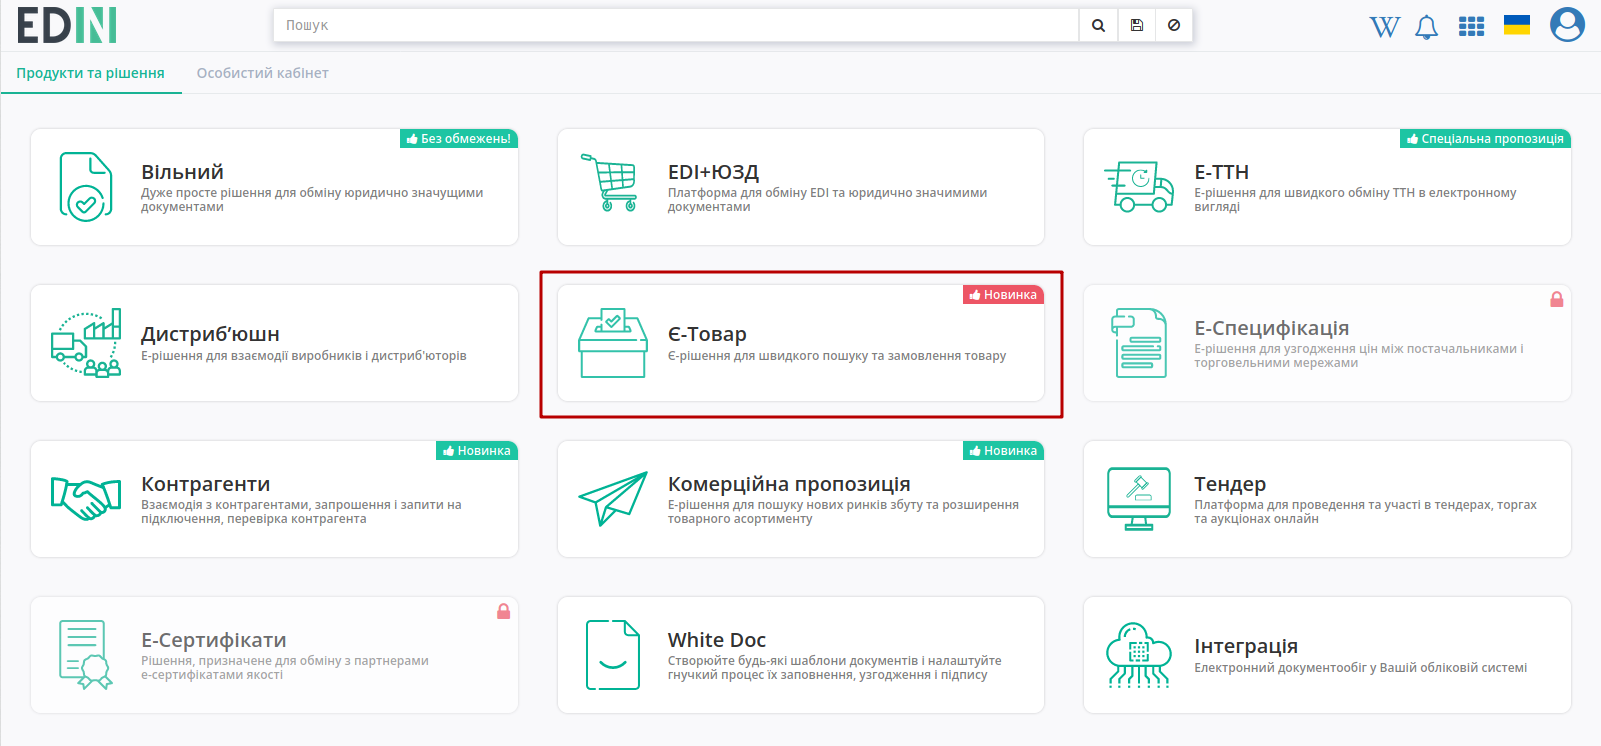 EDIN
Пошук
W
Продукти та рішення
Особистий кабінет
Без обмежень!
Вільний
Дуже просте рішення для обміну юридично значущими
документами
EDI+ЮЗД
Платформа для обміну EDI та юридично значимими
документами
Спеціальна пропозиція
Е-ТТН
Е-рішення для швидкого обміну ТТН в електронному
вигляді
Дистриб’юшн
Е-рішення для взаємодії виробників і дистриб'юторів
Новинка
Є-Товар
Є-рішення для швидкого пошуку та замовлення товару
Е-Специфікація
Е-рішення для узгодження цін між постачальниками і
торговельними мережами
Новинка
Контрагенти
Взаємодія з контрагентами, запрошення і запити на
підключення, перевірка контрагента
Новинка
Комерційна пропозиція
Е-рішення для пошуку нових ринків збуту та розширення
товарного асортименту
Тендер
Платформа для проведення та участі в тендерах, торгах
та аукціонах онлайн
Е-Сертифікати
Рішення, призначене для обміну з партнерами
е-сертифікатами якості
White Doc
Створюйте будь-які шаблони документів і налаштуйте
гнучкий процес їх заповнення, узгодження і підпису
Інтеграція
Електронний документообіг у Вашій обліковій системі